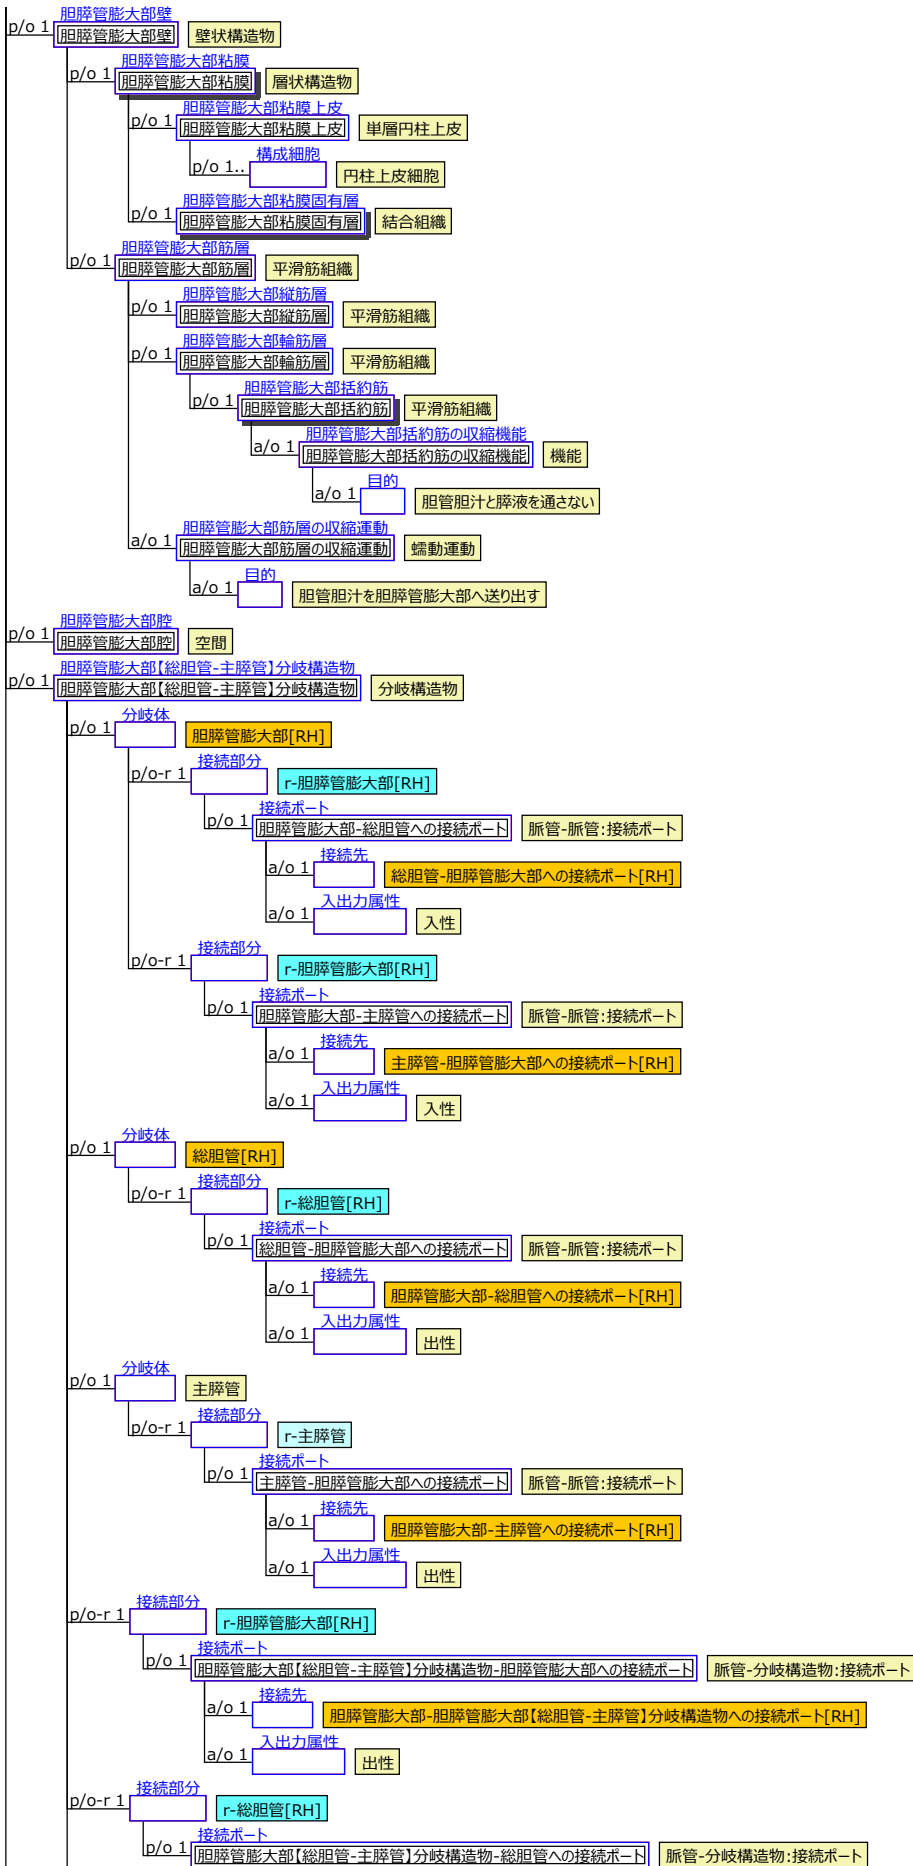 胆膵管膨大部壁
p/o 1 胆膵管膨大部壁 壁状構造物
胆膵管膨大部粘膜
p/o 1 胆膵管膨大部粘膜 層状構造物
胆膵管膨大部粘膜上皮
p/o 1 胆膵管膨大部粘膜上皮 単層円柱上皮
構成細胞
p/o 1.. 円柱上皮細胞
胆膵管膨大部粘膜固有層
p/o 1 胆膵管膨大部粘膜固有層 結合組織
胆膵管膨大部筋層
p/o 1 胆膵管膨大部筋層 平滑筋組織
胆膵管膨大部縦筋層
p/o 1 胆膵管膨大部縦筋層 平滑筋組織
胆膵管膨大部輪筋層
p/o 1 胆膵管膨大部輪筋層 平滑筋組織
胆膵管膨大部括約筋
p/o 1 胆膵管膨大部括約筋 平滑筋組織
胆膵管膨大部括約筋の収縮機能
a/o 1 胆膵管膨大部括約筋の収縮機能 機能
目的
a/o 1 胆管胆汁と膵液を通さない
胆膵管膨大部筋層の収縮運動
a/o 1 胆膵管膨大部筋層の収縮運動 蠕動運動
目的
a/o 1 胆管胆汁を胆膵管膨大部へ送り出す
胆膵管膨大部腔
p/o 1 胆膵管膨大部腔 空間
胆膵管膨大部【総胆管-主膵管】分岐構造物
p/o 1 胆膵管膨大部【総胆管-主膵管】分岐構造物 分岐構造物
分岐体
p/o 1 胆膵管膨大部[RH]
接続部分
p/o-r 1 r-胆膵管膨大部[RH]
接続ポート
p/o 1 胆膵管膨大部-総胆管への接続ポート 脈管-脈管:接続ポート
接続先
a/o 1 総胆管-胆膵管膨大部への接続ポート[RH]
入出力属性
a/o 1 入性
接続部分
p/o-r 1 r-胆膵管膨大部[RH]
接続ポート
p/o 1 胆膵管膨大部-主膵管への接続ポート 脈管-脈管:接続ポート
接続先
a/o 1 主膵管-胆膵管膨大部への接続ポート[RH]
入出力属性
a/o 1 入性
分岐体
p/o 1 総胆管[RH]
接続部分
p/o-r 1 r-総胆管[RH]
接続ポート
p/o 1 総胆管-胆膵管膨大部への接続ポート 脈管-脈管:接続ポート
接続先
a/o 1 胆膵管膨大部-総胆管への接続ポート[RH]
入出力属性
a/o 1 出性
分岐体
p/o 1 主膵管
接続部分
p/o-r 1 r-主膵管
接続ポート
p/o 1 主膵管-胆膵管膨大部への接続ポート 脈管-脈管:接続ポート
接続先
a/o 1 胆膵管膨大部-主膵管への接続ポート[RH]
入出力属性
a/o 1 出性
接続部分
p/o-r 1 r-胆膵管膨大部[RH]
接続ポート
p/o 1 胆膵管膨大部【総胆管-主膵管】分岐構造物-胆膵管膨大部への接続ポート 脈管-分岐構造物:接続ポート
接続先
a/o 1 胆膵管膨大部-胆膵管膨大部【総胆管-主膵管】分岐構造物への接続ポート[RH]
入出力属性
a/o 1 出性
接続部分
p/o-r 1 r-総胆管[RH]
接続ポート
p/o 1 胆膵管膨大部【総胆管-主膵管】分岐構造物-総胆管への接続ポート 脈管-分岐構造物:接続ポート